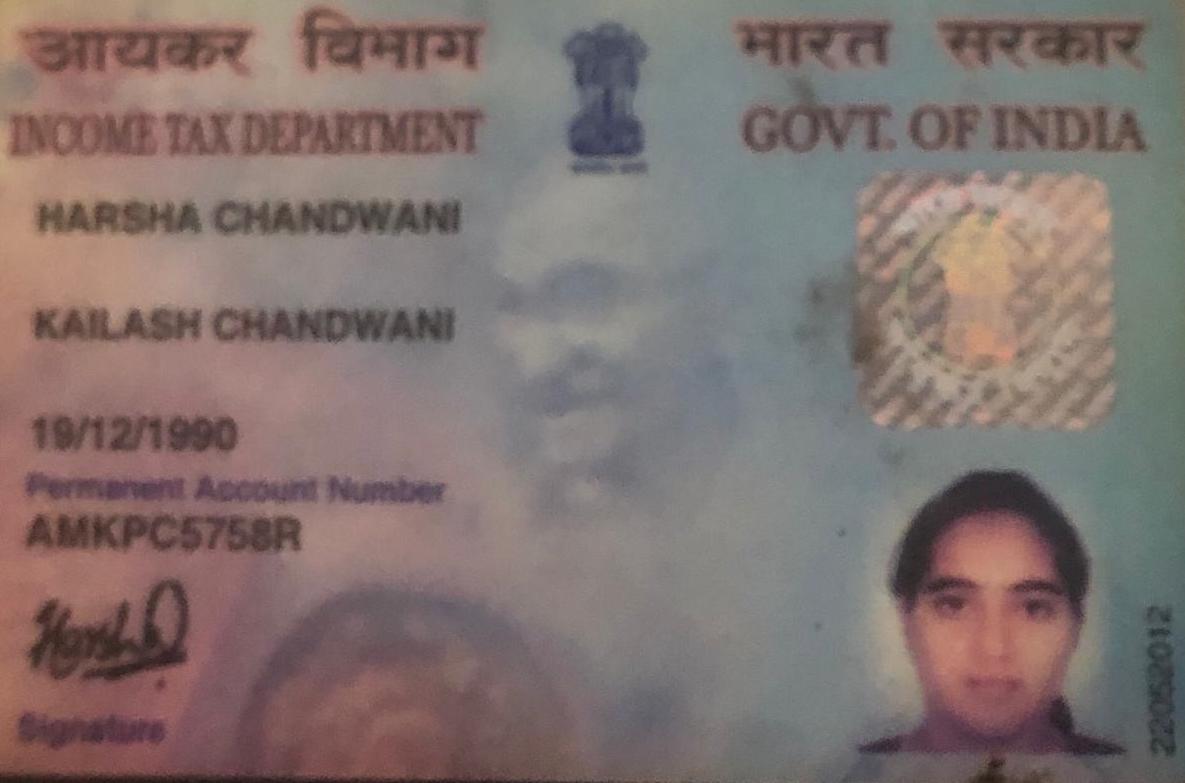 आयकर विभाग
भारत सरकार
INCOME TAX DEPARTMENT
GOVT. OF INDIA
HARSHA CHANDWANI
KAILASH CHANDWANI
19/12/1990
Permanent Account Number
AMKPC5758R
Signature
22052012